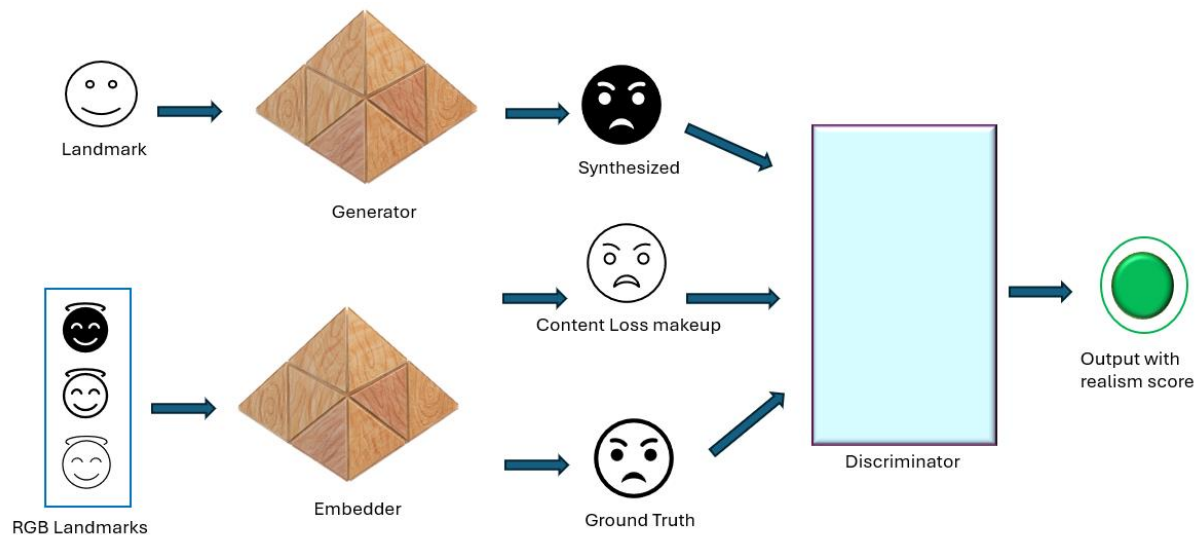 Landmark
Generator
Synthesized
Content Loss makeup
RGB Landmarks
Embedder
Ground Truth
Discriminator
Output with
realism score